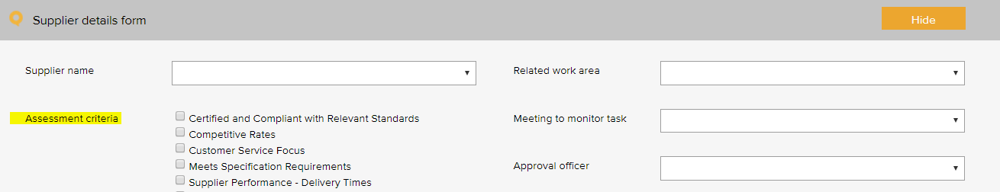 Supplier details form
Hide
Supplier name
Related work area
Assessment criteria
Certified and Compliant with Relevant Standards
Competitive Rates
Customer Service Focus
Meets Specification Requirements
Supplier Performance - Delivery Times
Meeting to monitor task
Approval officer